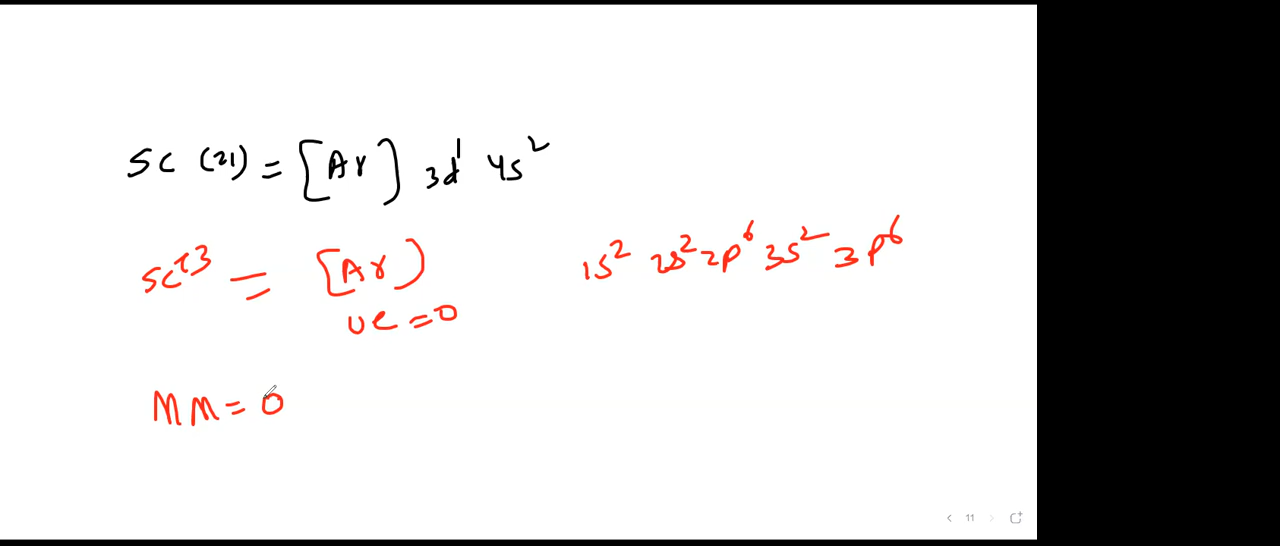 Sc (21) = [Ar] 3d¹ 4s²
Sc⁺³ = [Ar] 1s² 2s² 2p⁶ 3s² 3p⁶
ue = 0
MM = 0
11